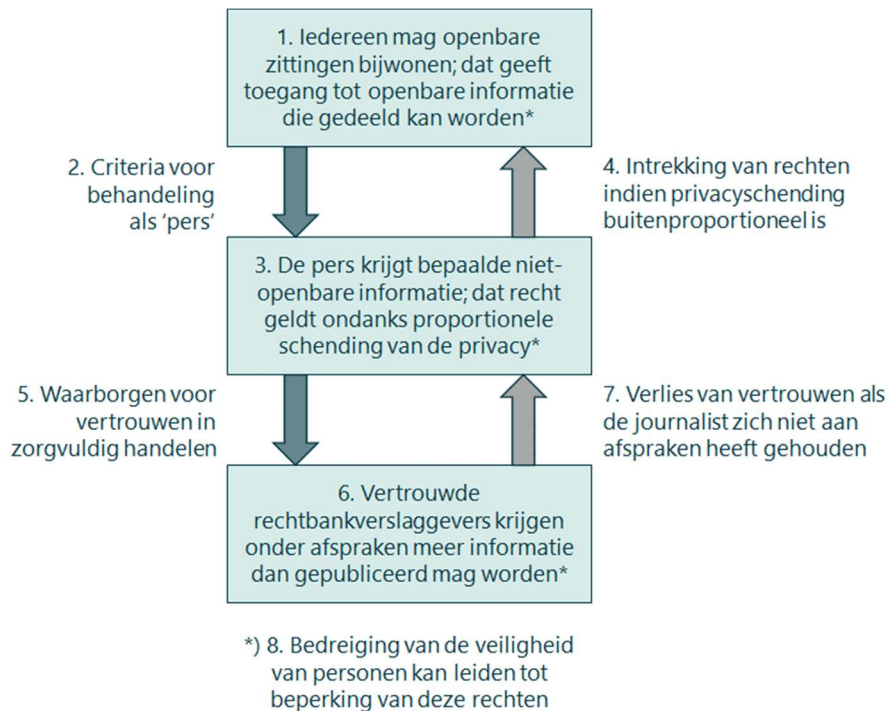 1. Iedereen mag openbare
zittingen bijwonen; dat geeft
toegang tot openbare informatie
die gedeeld kan worden*
2. Criteria voor
behandeling
als ‘pers’
4. Intrekking van rechten
indien privacyschending
buitenproportioneel is
3. De pers krijgt bepaalde niet-
openbare informatie; dat recht
geldt ondanks proportionele
schending van de privacy*
5. Waarborgen voor
vertrouwen in
zorgvuldig handelen
7. Verlies van vertrouwen als
de journalist zich niet aan
afspraken heeft gehouden
6. Vertrouwde
rechtbankverslaggevers krijgen
onder afspraken meer informatie
dan gepubliceerd mag worden*
*) 8. Bedreiging van de veiligheid
van personen kan leiden tot
beperking van deze rechten